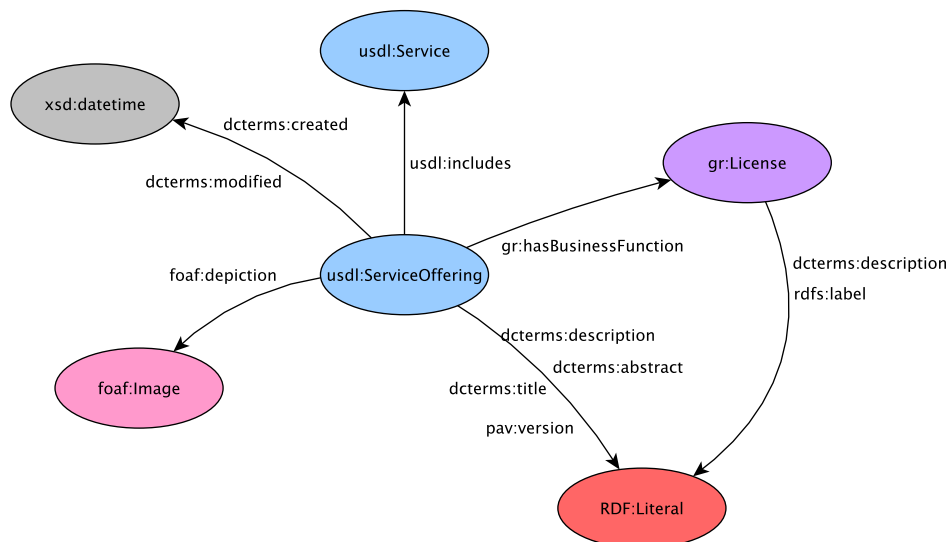 usdl:Service
xsd:datetime
dcterms:created
usdl:includes
gr:License
dcterms:modified
gr:hasBusinessFunction
dcterms:description
rdfs:label
foaf:depiction
usdl:ServiceOffering
dcterms:description
dcterms:abstract
dcterms:title
foaf:Image
pav:version
RDF:Literal